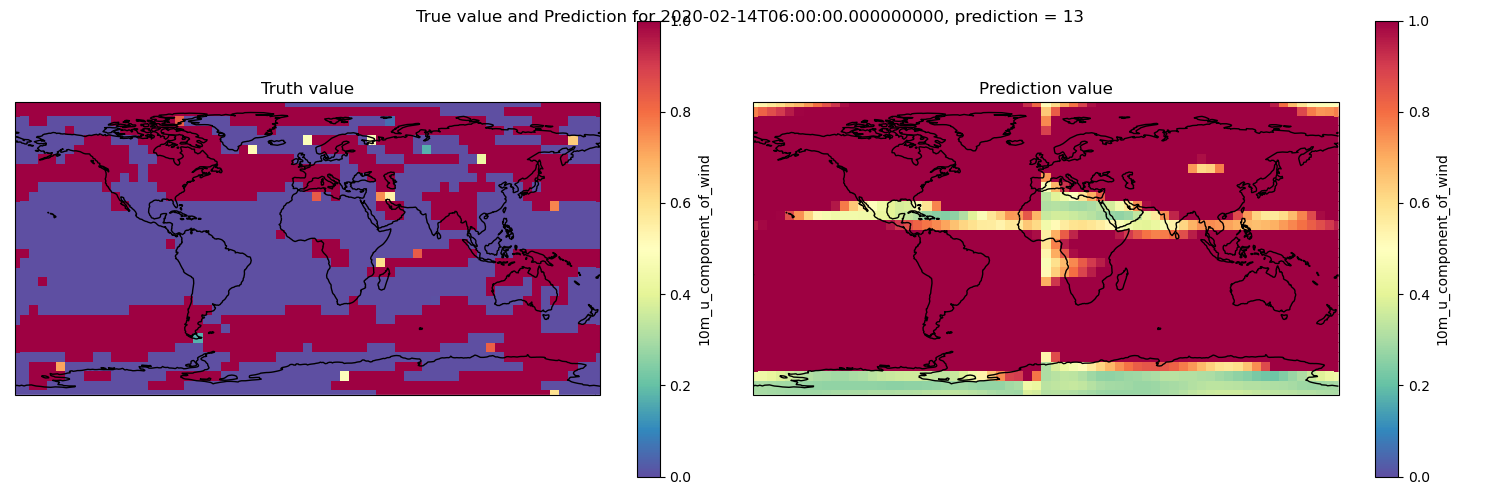 True value and Prediction for 2020-02-14T06:00:00.000000000, prediction = 13
Truth value
Prediction value
1.0
0.8
0.6
0.4
0.2
0.0
10m_u_component_of_wind
1.0
0.8
0.6
0.4
0.2
0.0
10m_u_component_of_wind